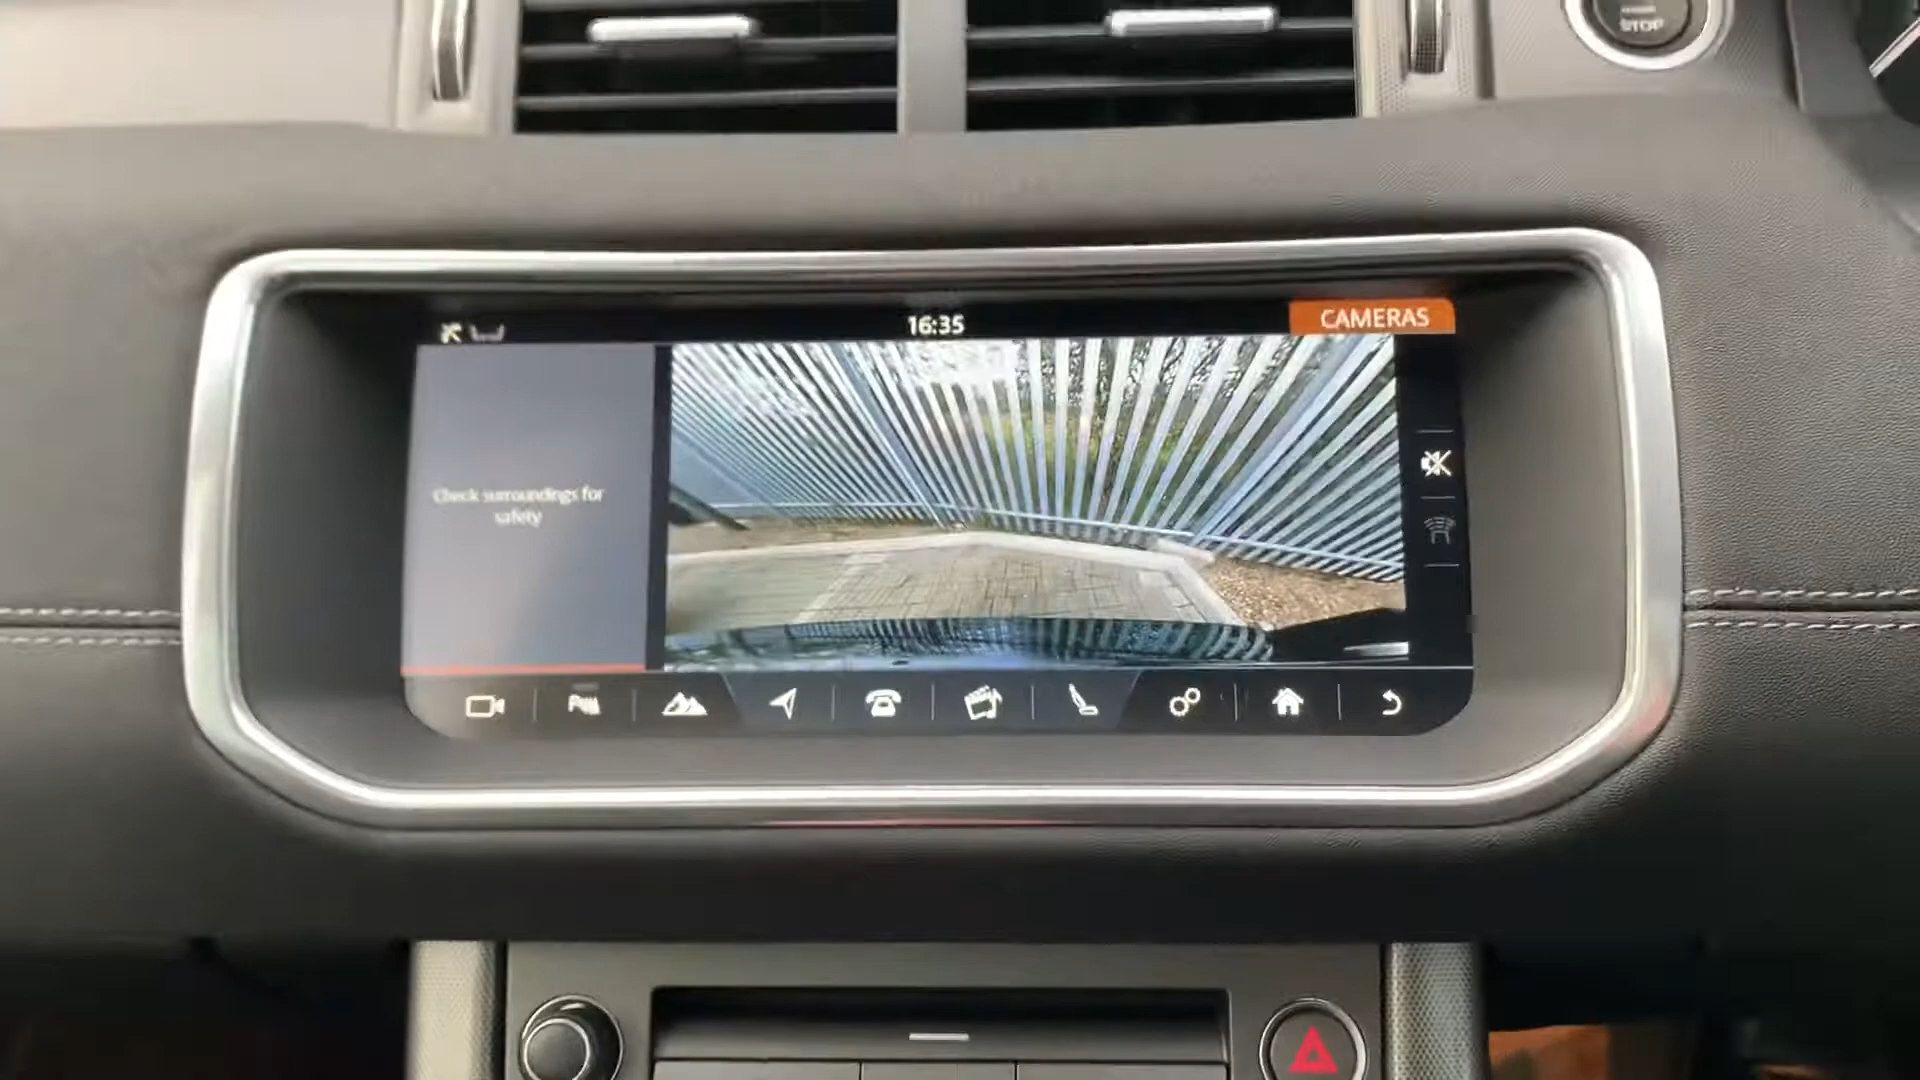 STOP
16:35
CAMERAS
Check surroundings for
safety